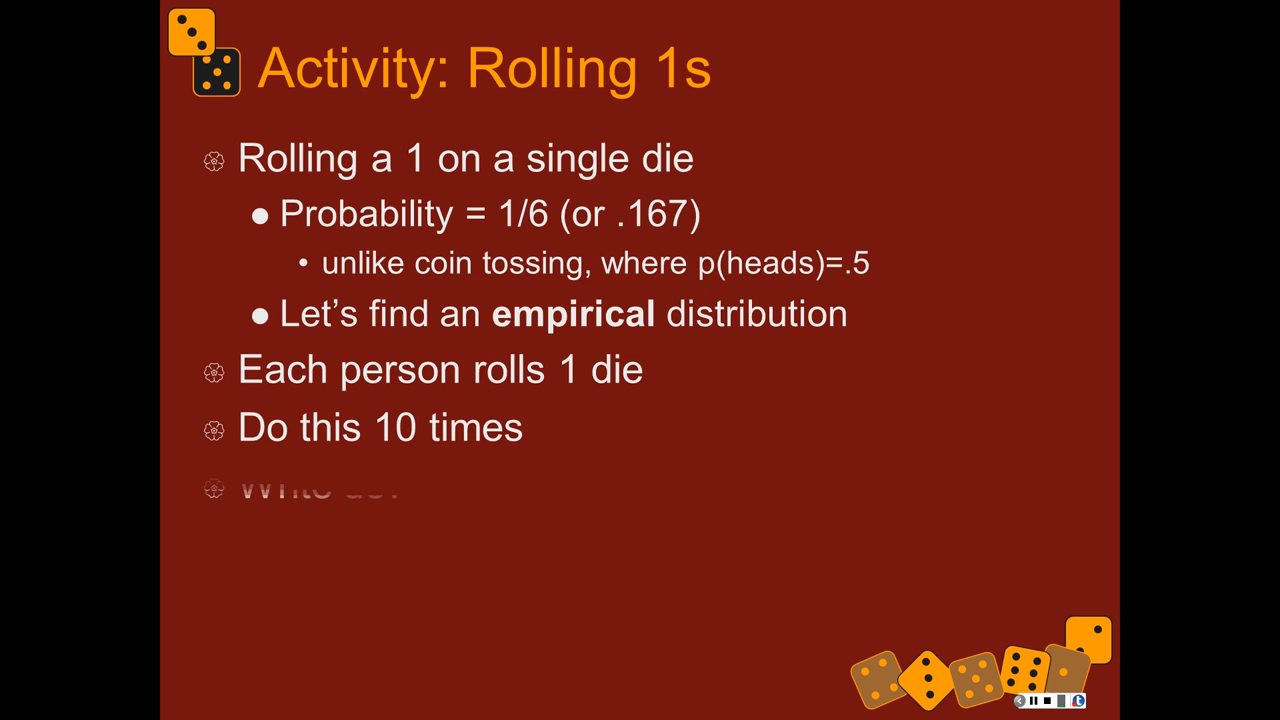 Activity: Rolling 1s
Rolling a 1 on a single die
Probability = 1/6 (or .167)
unlike coin tossing, where p(heads)=.5
Let’s find an empirical distribution
Each person rolls 1 die
Do this 10 times
Write